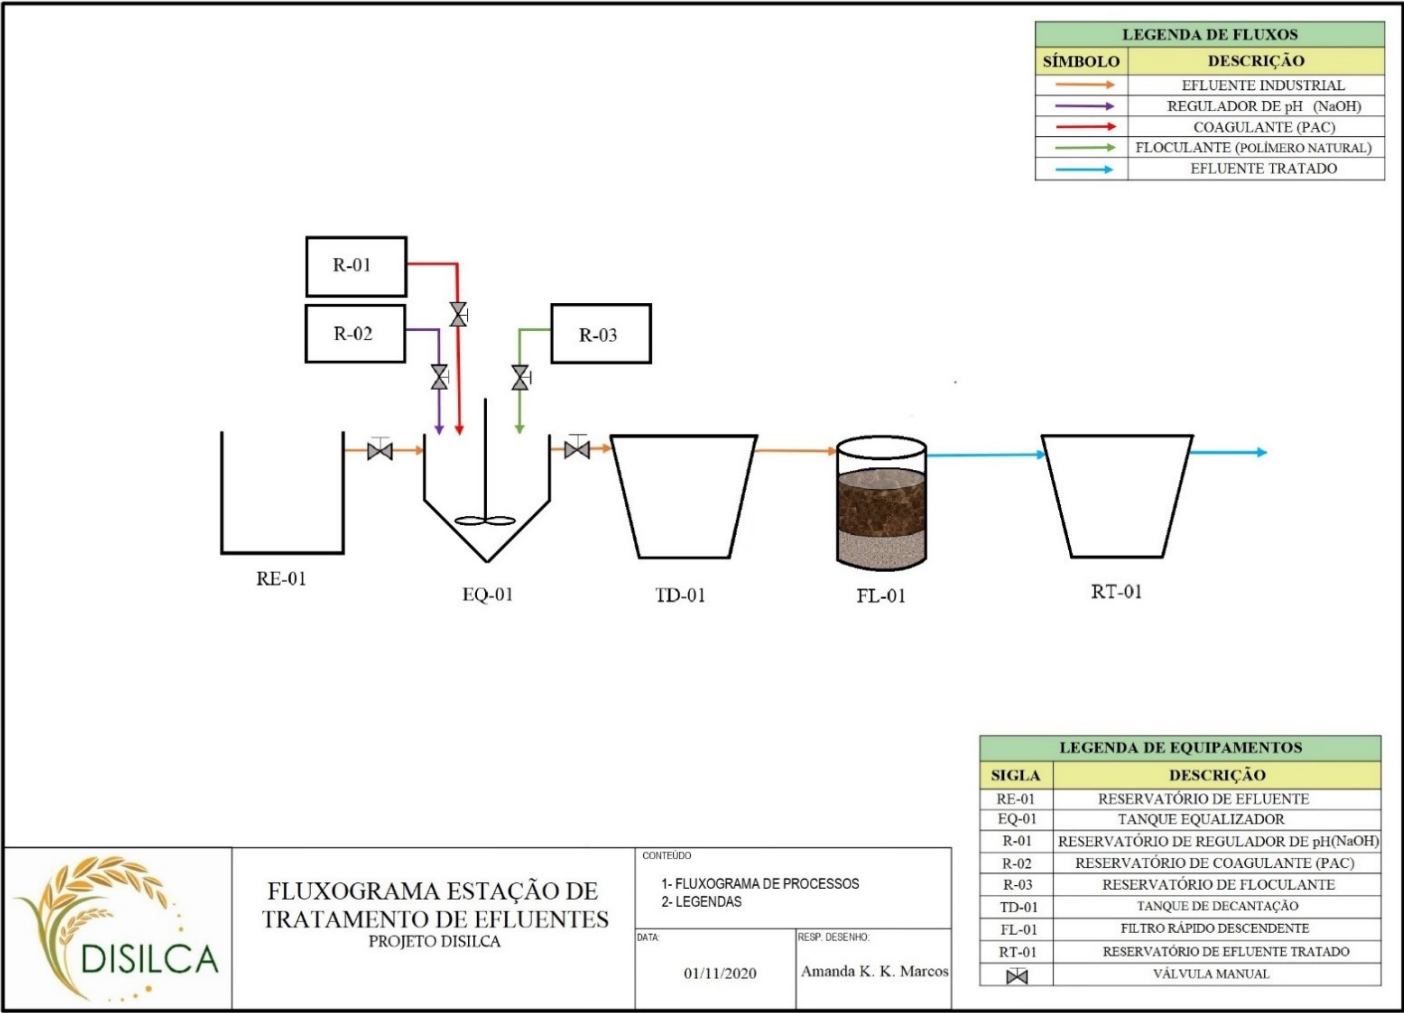 LEGENDA DE FLUXOS
SÍMBOLO DESCRIÇÃO
EFLUENTE INDUSTRIAL
REGULADOR DE pH (NaOH)
COAGULANTE (PAC)
FLOCULANTE (POLÍMERO NATURAL)
EFLUENTE TRATADO
R-01
R-02
R-03
RE-01
EQ-01
TD-01
FL-01
RT-01
LEGENDA DE EQUIPAMENTOS
SIGLA DESCRIÇÃO
RE-01 RESERVATÓRIO DE EFLUENTE
EQ-01 TANQUE EQUALIZADOR
R-01 RESERVATÓRIO DE REGULADOR DE pH(NaOH)
R-02 RESERVATÓRIO DE COAGULANTE (PAC)
R-03 RESERVATÓRIO DE FLOCULANTE
TD-01 TANQUE DE DECANTAÇÃO
FL-01 FILTRO RÁPIDO DESCENDENTE
RT-01 RESERVATÓRIO DE EFLUENTE TRATADO
VÁLVULA MANUAL
DISILCA
FLUXOGRAMA ESTAÇÃO DE
TRATAMENTO DE EFLUENTES
PROJETO DISILCA
CONTEÚDO
1- FLUXOGRAMA DE PROCESSOS
2- LEGENDAS
DATA:
01/11/2020
RESP. DESENHO:
Amanda K. K. Marcos